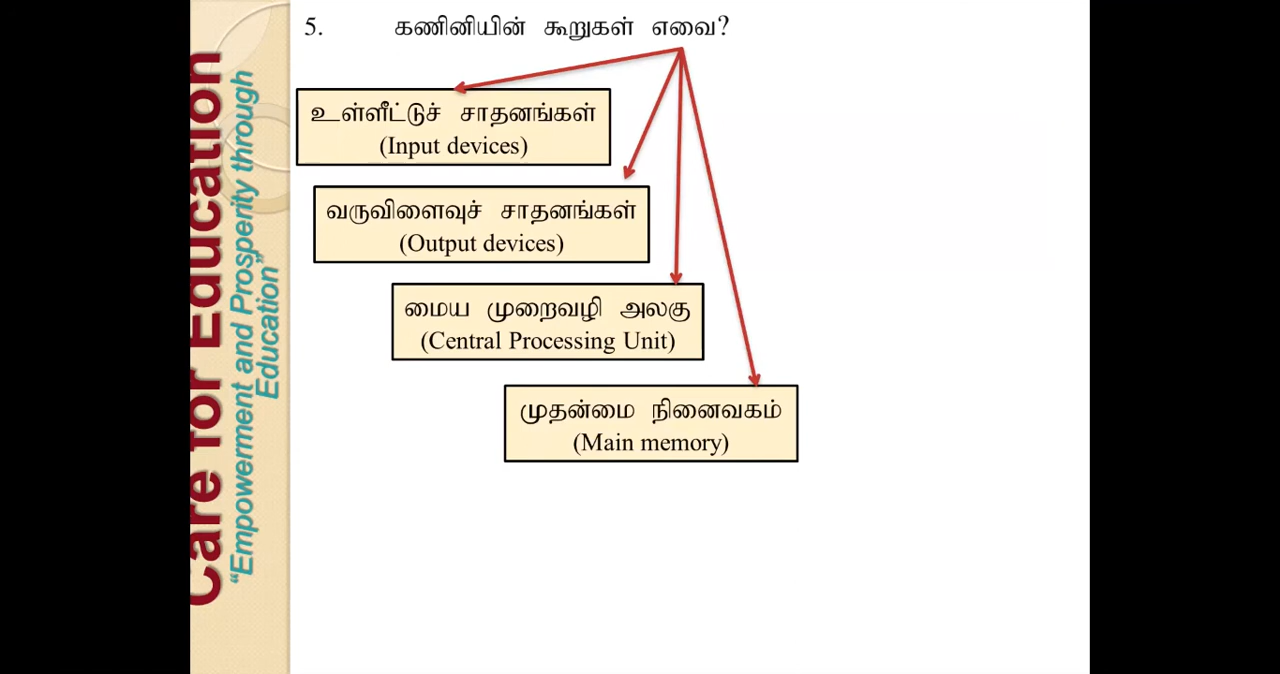 5. கணினியின் கூறுகள் எவை?
உள்ளீட்டுச் சாதனங்கள்
(Input devices)
வருவிளைவுச் சாதனங்கள்
(Output devices)
மைய முறைவழி அலகு
(Central Processing Unit)
முதன்மை நினைவகம்
(Main memory)
Care for Education
“Empowerment and Prosperity through
Education”